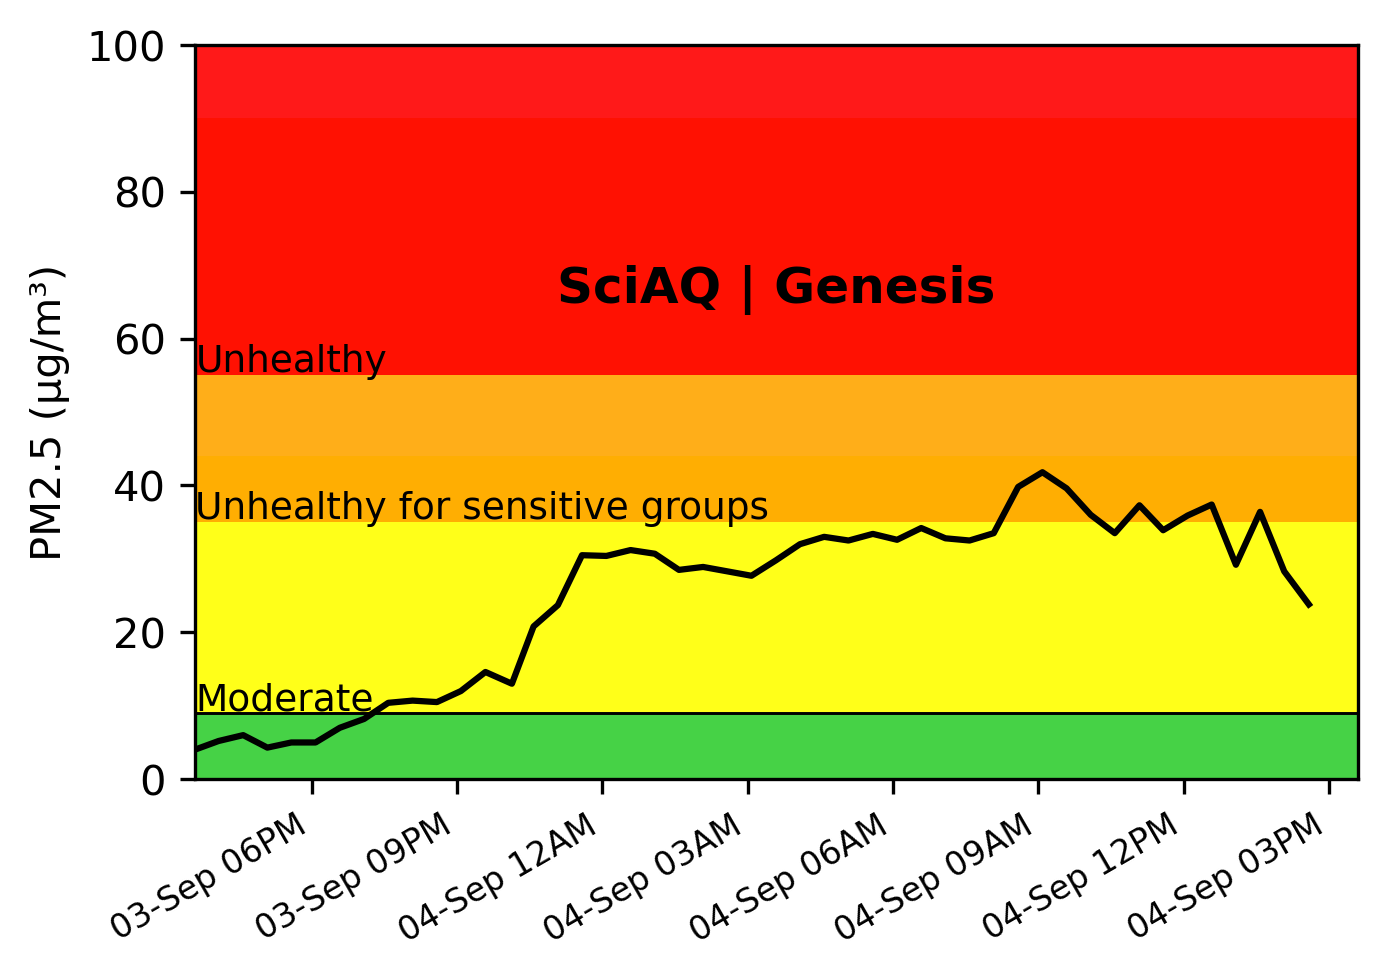 100
80
60
40
20
0
PM2.5 (µg/m³)
SciAQ | Genesis
Unhealthy
Unhealthy for sensitive groups
Moderate
03-Sep 06PM
03-Sep 09PM
04-Sep 12AM
04-Sep 03AM
04-Sep 06AM
04-Sep 09AM
04-Sep 12PM
04-Sep 03PM